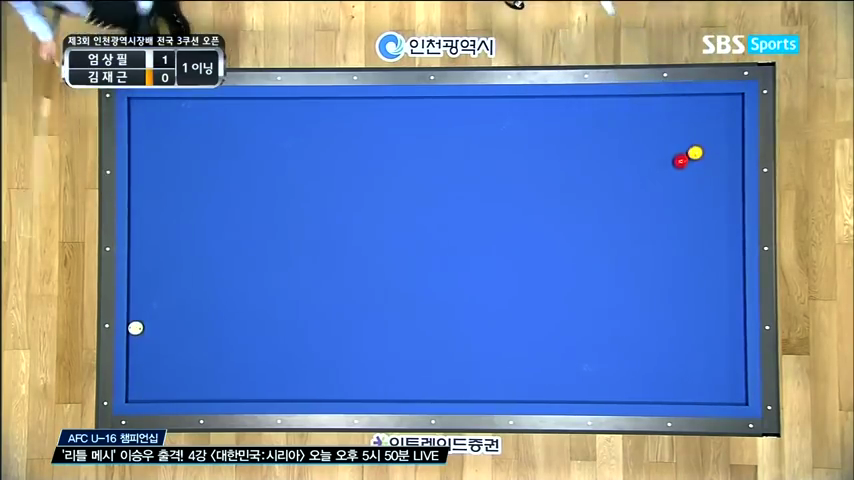 제3회 인천광역시장배 전국 3쿠션 오픈
엄상필 1
김재근 0
1 이닝
인천광역시
SBS Sports
이트레이드증권
AFC U-16 챔피언십
'리틀 메시' 이승우 출격! 4강 <대한민국:시리아> 오늘 오후 5시 50분 LIVE